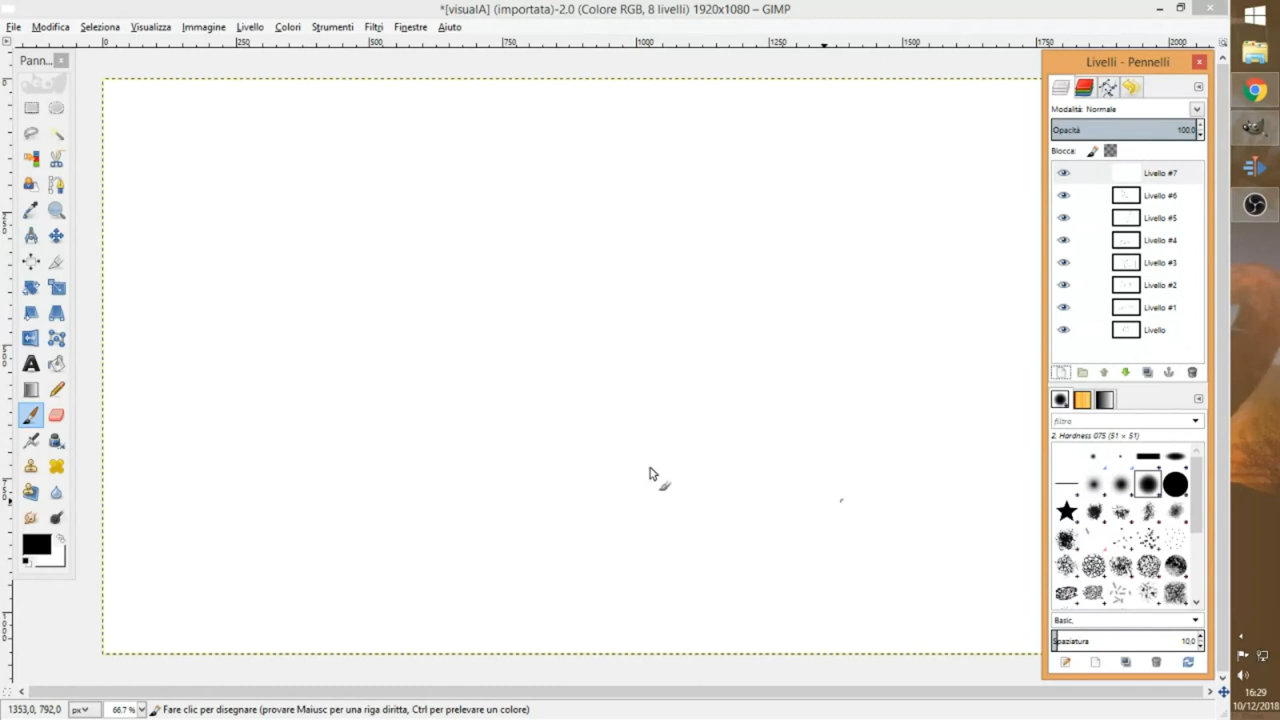 *[visualA] (importata)-2.0 (Colore RGB, 8 livelli) 1920x1080 – GIMP
File Modifica Seleziona Visualizza Immagine Livello Colori Strumenti Filtri Finestre Aiuto
0 250 500 750 1000 1250 1500 1750 2000
Pann...
Livelli - Pennelli
Modalità: Normale
Opacità 100,0
Blocca:
Livello #7
Livello #6
Livello #5
Livello #4
Livello #3
Livello #2
Livello #1
Livello
filtro
2. Hardness 075 (51 × 51)
Basic,
Spaziatura 10,0
1353,0, 792,0 px 66.7 % Fare clic per disegnare (provare Maiusc per una riga diritta, Ctrl per prelevare un colore)
16:29
10/12/2018